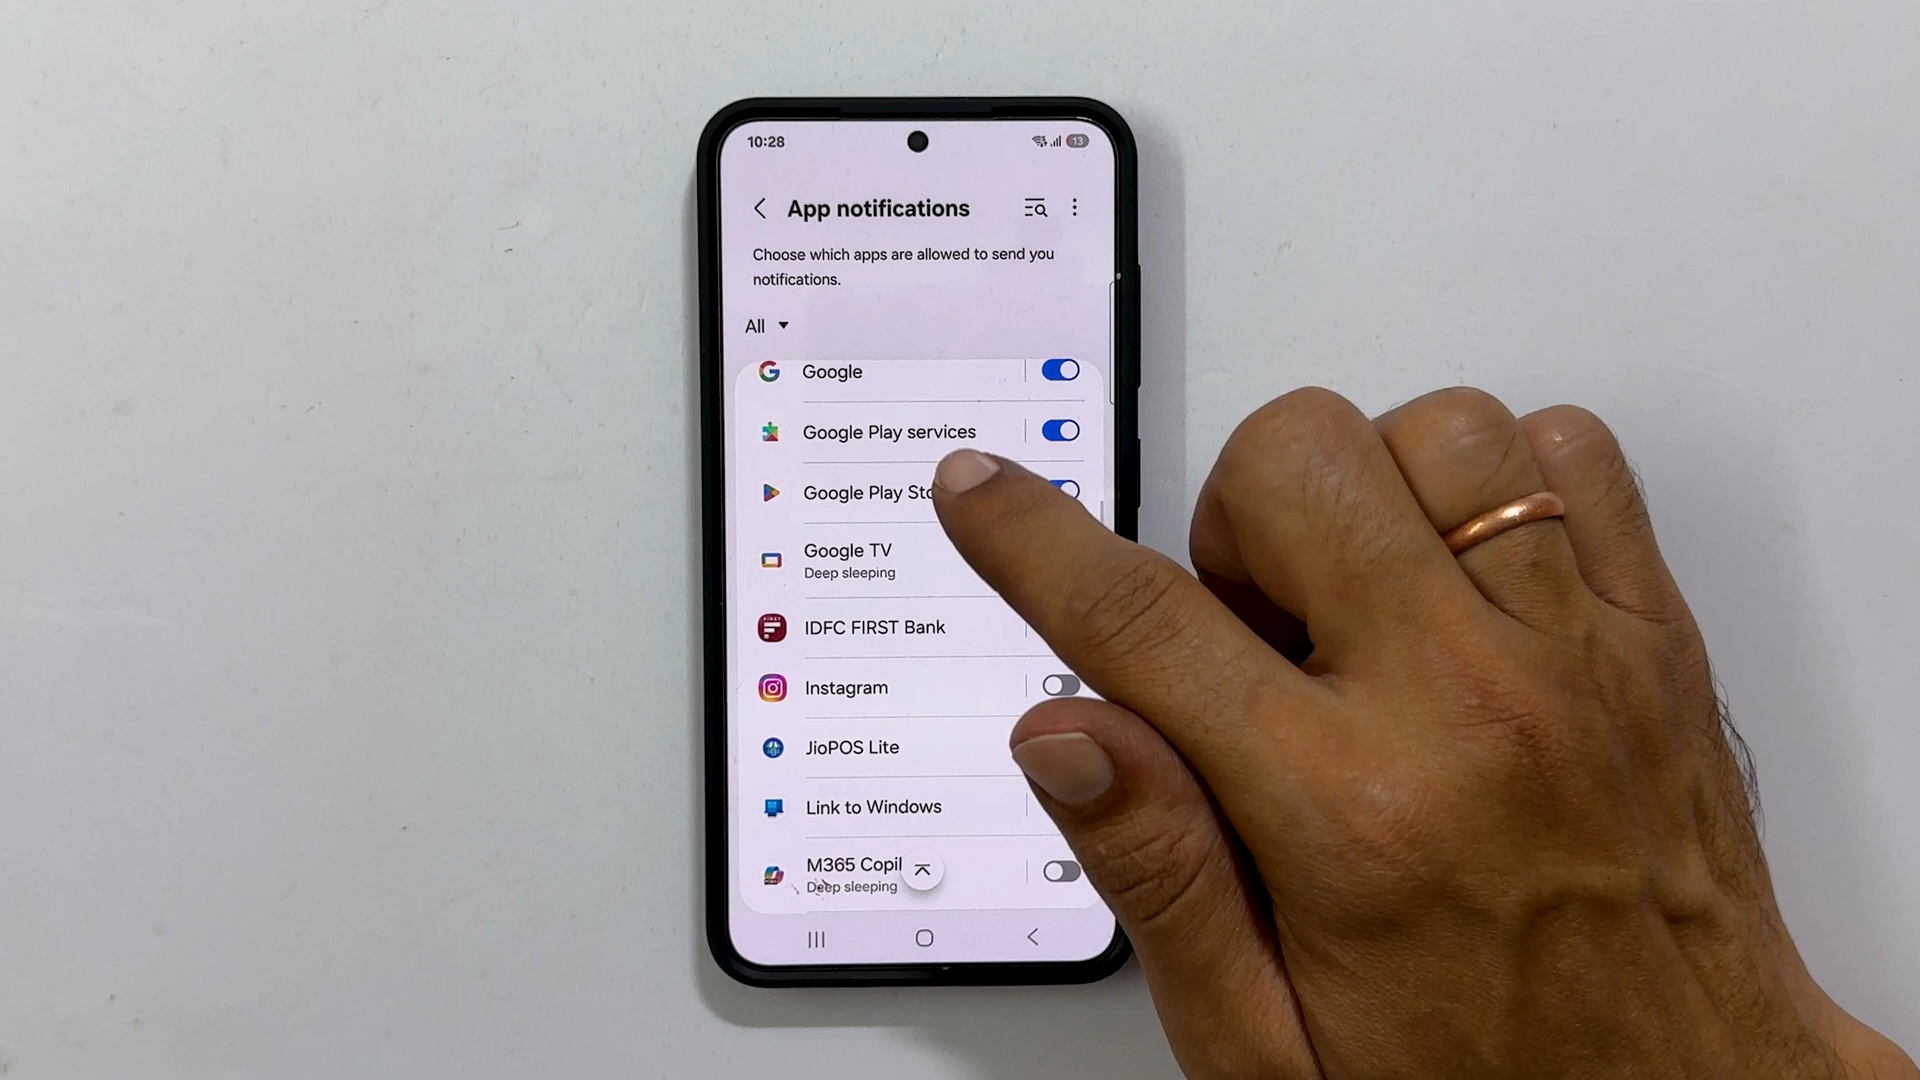 10:28
13
App notifications
Choose which apps are allowed to send you
notifications.
All
Google
Google Play services
Google Play Sto
Google TV
Deep sleeping
IDFC FIRST Bank
Instagram
JioPOS Lite
Link to Windows
M365 Copil
Deep sleeping